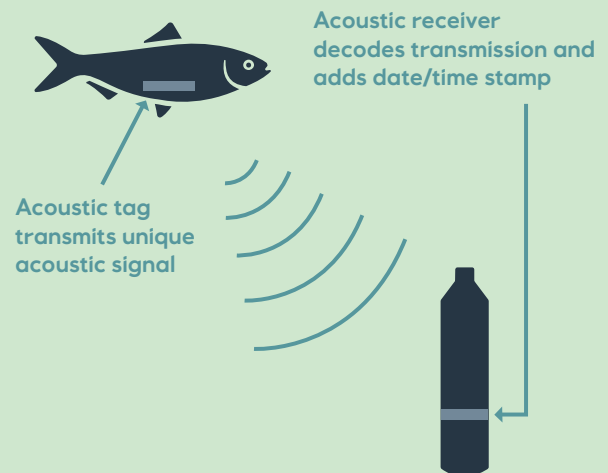 Acoustic receiver
decodes transmission and
adds date/time stamp
Acoustic tag
transmits unique
acoustic signal